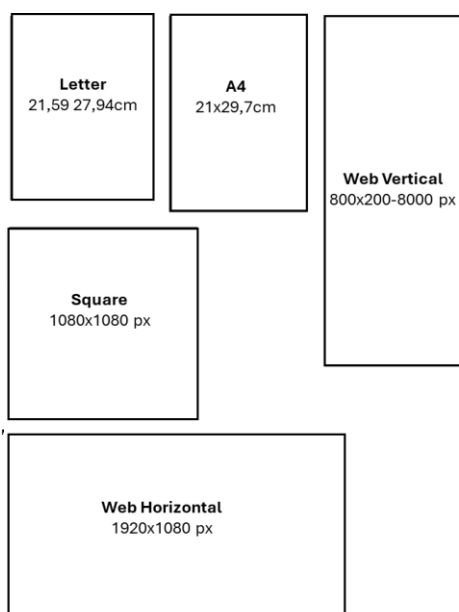 Letter
21,59 27,94cm
A4
21x29,7cm
Web Vertical
800x200-8000 px
Square
1080x1080 px
Web Horizontal
1920x1080 px